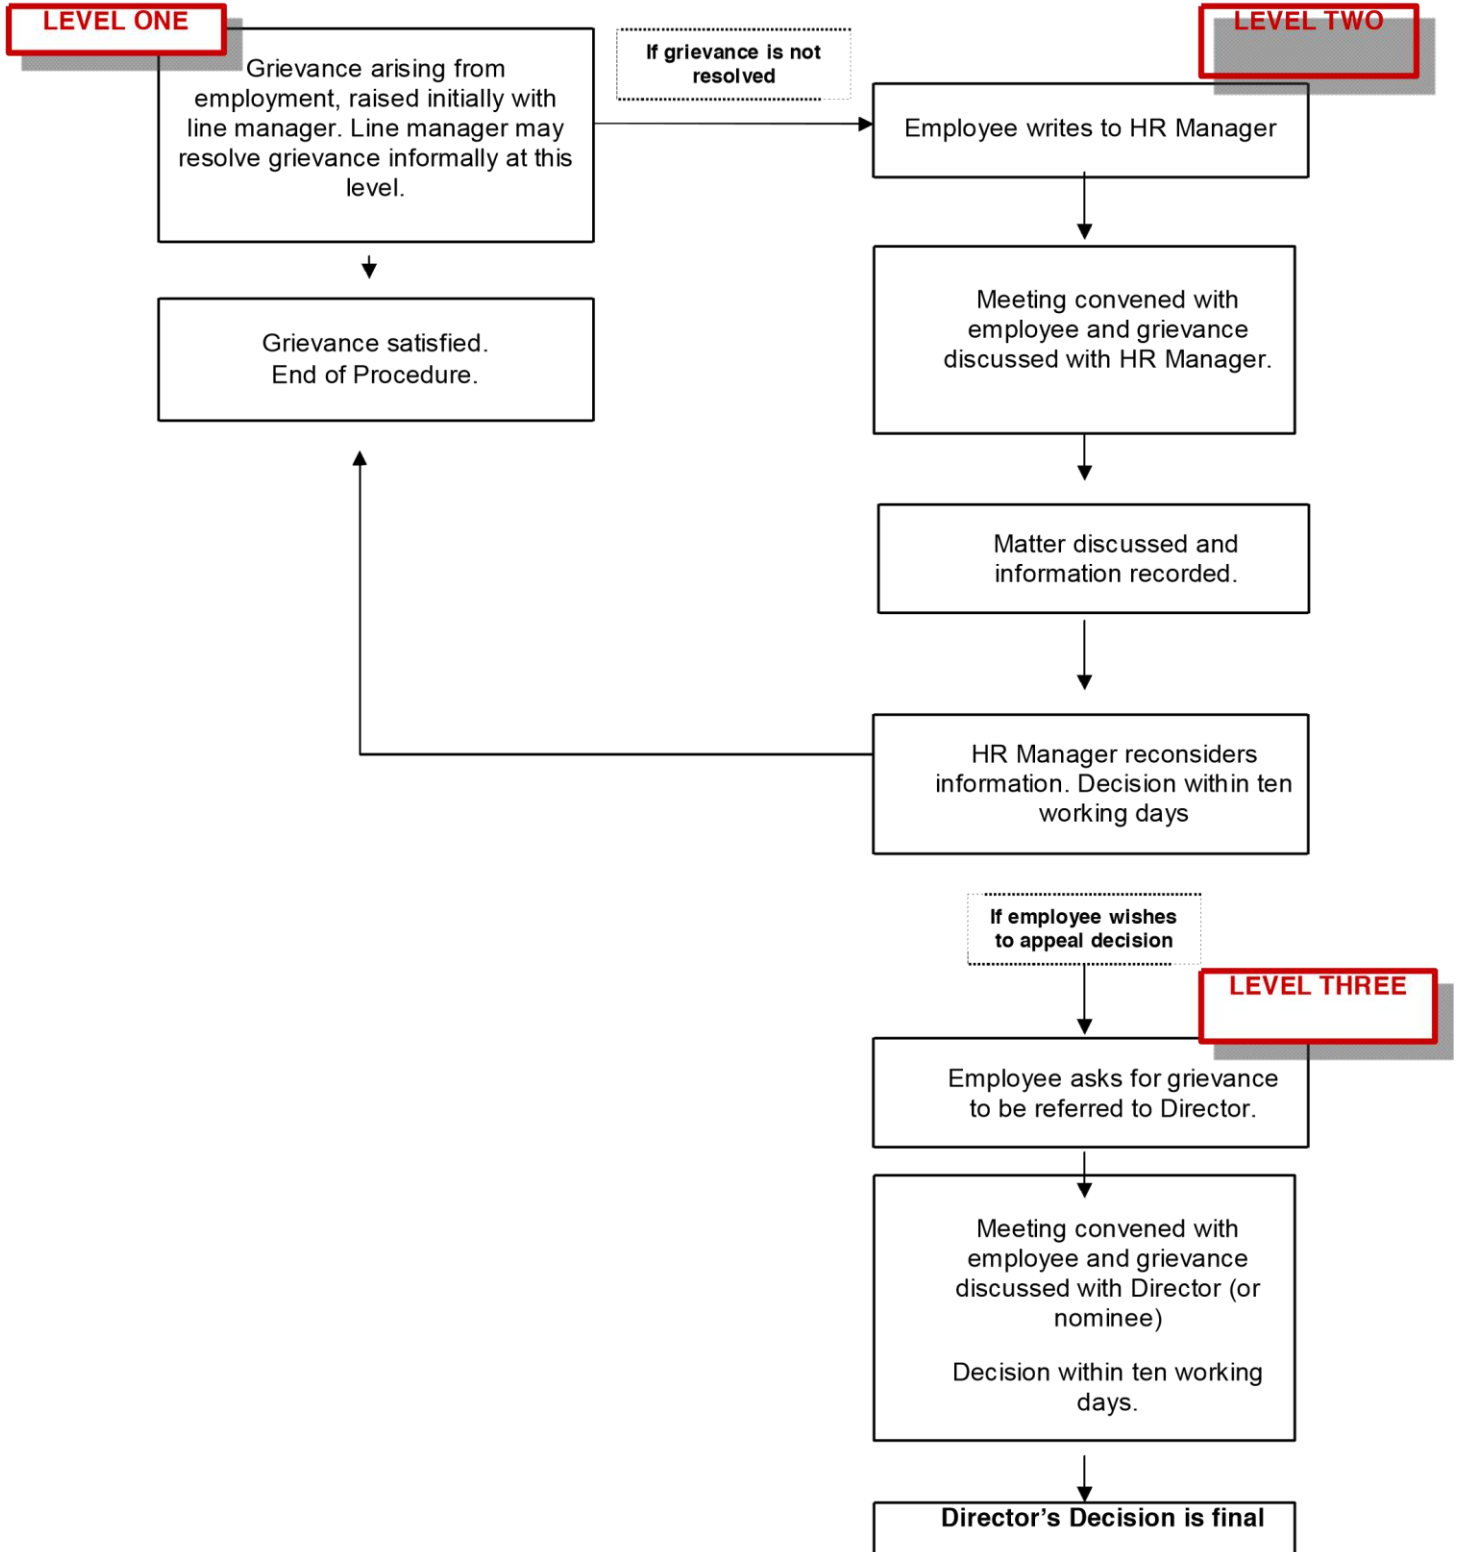 LEVEL ONE
Grievance arising from
employment, raised initially with
line manager. Line manager may
resolve grievance informally at this
level.
If grievance is not
resolved
LEVEL TWO
Employee writes to HR Manager
Grievance satisfied.
End of Procedure.
Meeting convened with
employee and grievance
discussed with HR Manager.
Matter discussed and
information recorded.
HR Manager reconsiders
information. Decision within ten
working days
If employee wishes
to appeal decision
LEVEL THREE
Employee asks for grievance
to be referred to Director.
Meeting convened with
employee and grievance
discussed with Director (or
nominee)
Decision within ten working
days.
Director’s Decision is final